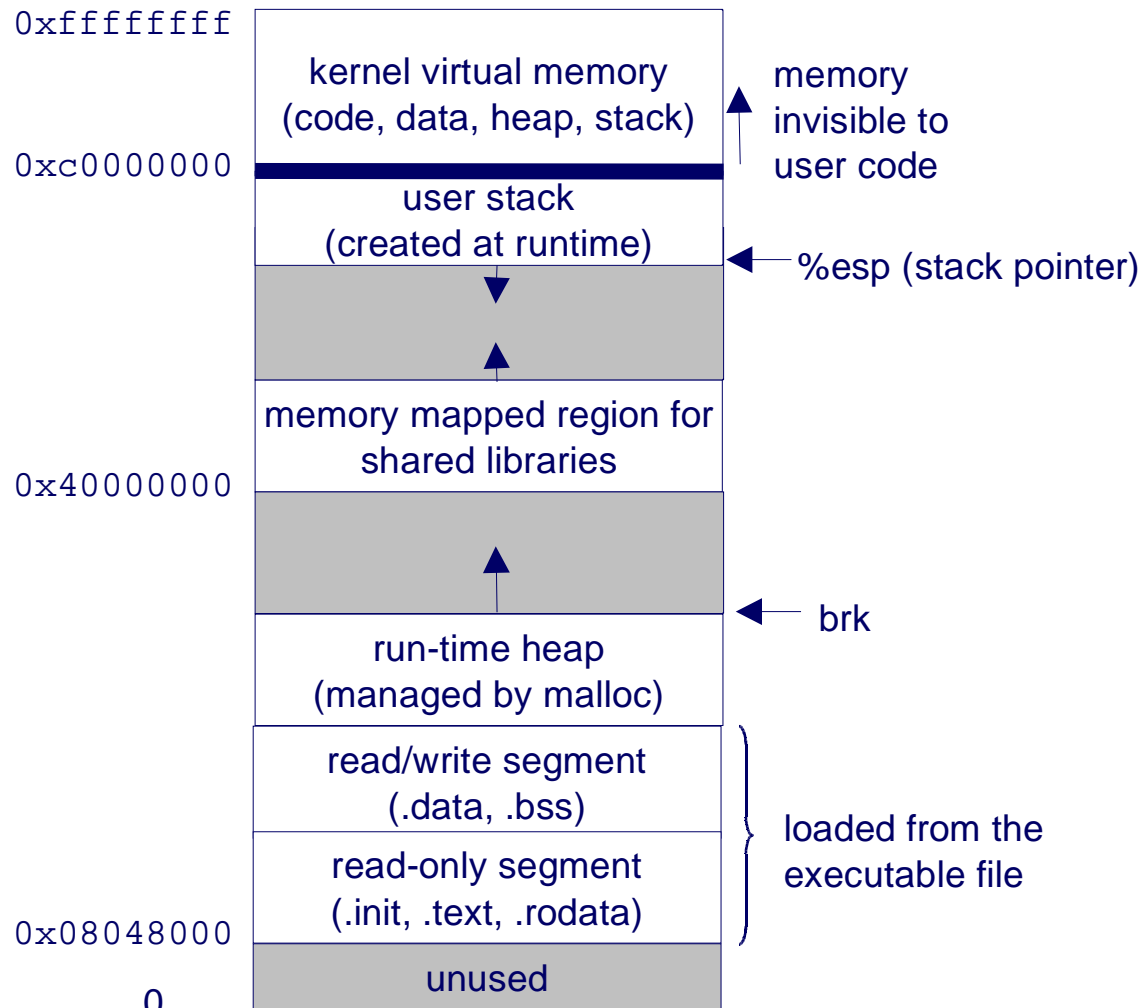 0xffffffff
kernel virtual memory
(code, data, heap, stack)
memory
invisible to
user code
0xc0000000
user stack
(created at runtime)
%esp (stack pointer)
memory mapped region for
shared libraries
0x40000000
brk
run-time heap
(managed by malloc)
read/write segment
(.data, .bss)
loaded from the
executable file
read-only segment
(.init, .text, .rodata)
0x08048000
unused
0